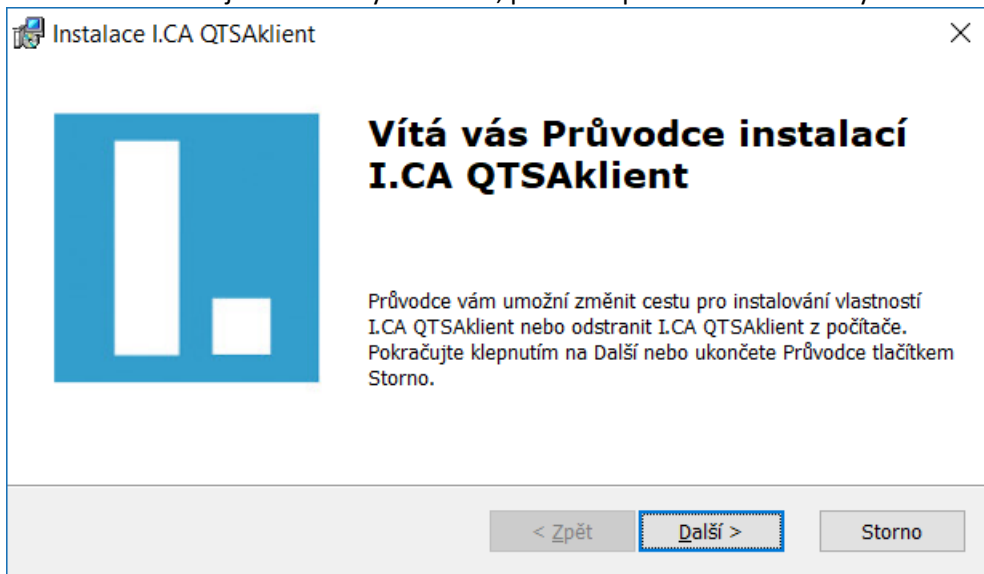 Instalace I.CA QTSAklient
Vítá vás Průvodce instalací
I.CA QTSAklient
I.
Průvodce vám umožní změnit cestu pro instalování vlastností
I.CA QTSAklient nebo odstranit I.CA QTSAklient z počítače.
Pokračujte klepnutím na Další nebo ukončete Průvodce tlačítkem
Storno.
< Zpět Další > Storno